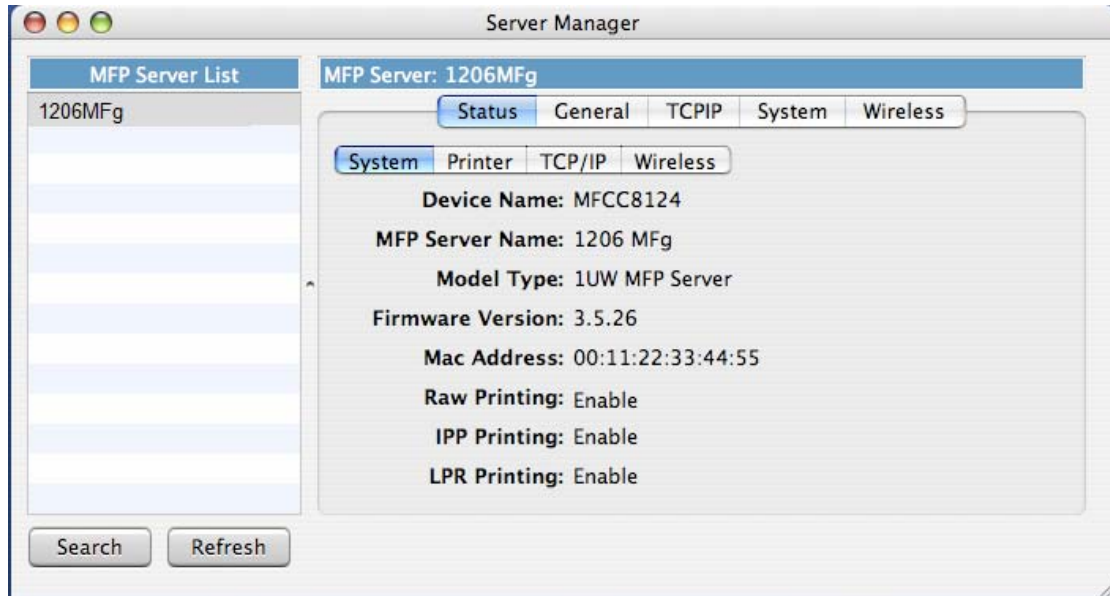 Server Manager
MFP Server List
1206MFg
MFP Server: 1206MFg
Status General TCPIP System Wireless
System Printer TCP/IP Wireless
Device Name: MFCC8124
MFP Server Name: 1206 MFg
Model Type: 1UW MFP Server
Firmware Version: 3.5.26
Mac Address: 00:11:22:33:44:55
Raw Printing: Enable
IPP Printing: Enable
LPR Printing: Enable
Search Refresh